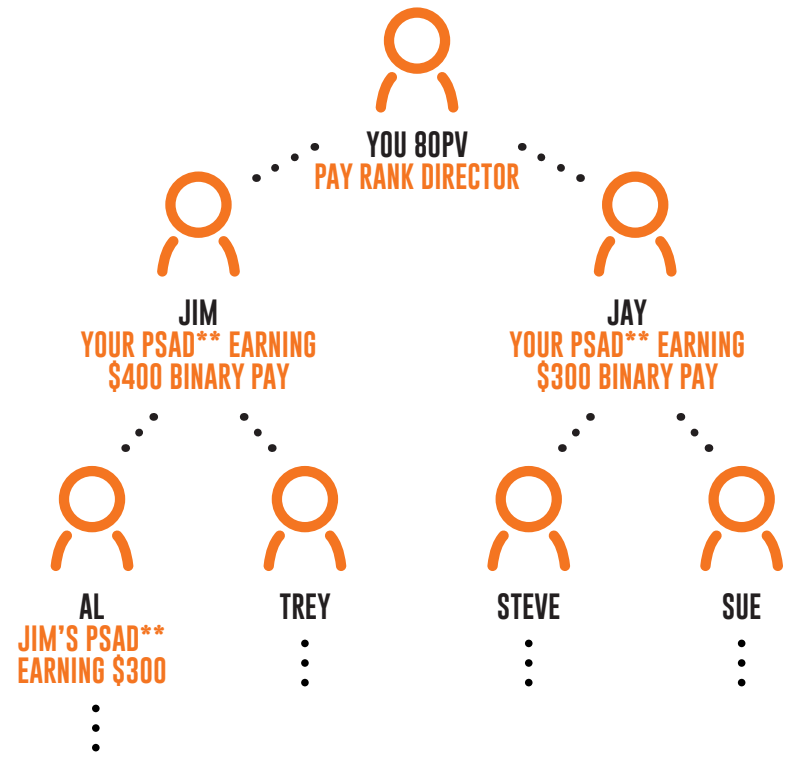 YOU 80PV
PAY RANK DIRECTOR
JIM
YOUR PSAD** EARNING
$400 BINARY PAY
JAY
YOUR PSAD** EARNING
$300 BINARY PAY
AL
JIM'S PSAD**
EARNING $300
TREY
STEVE
SUE